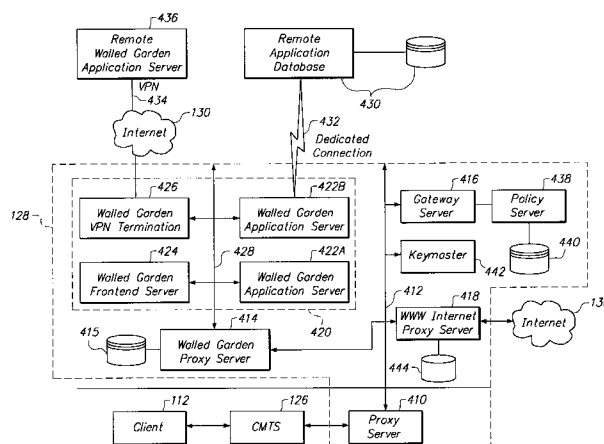 436
Remote
Walled Garden
Application Server
VPN
434
130
Internet
Remote
Application
Database
430
432
Dedicated
Connection
128
426
Walled Garden
VPN Termination
422B
Walled Garden
Application Server
424
Walled Garden
Frontend Server
428
422A
Walled Garden
Application Server
420
416
Gateway
Server
438
Policy
Server
440
Keymaster
442
412
418
WWW Internet
Proxy Server
444
Internet
415
414
Walled Garden
Proxy Server
112
Client
126
CMTS
410
Proxy
Server